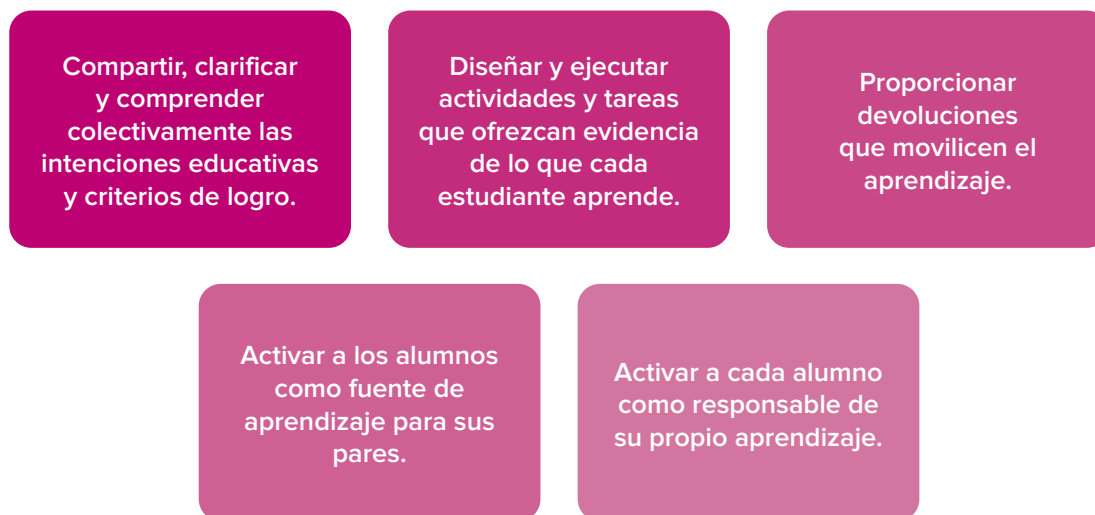 Compartir, clarificar
y comprender
colectivamente las
intenciones educativas
y criterios de logro.
Diseñar y ejecutar
actividades y tareas
que ofrezcan evidencia
de lo que cada
estudiante aprende.
Proporcionar
devoluciones
que movilicen el
aprendizaje.
Activar a los alumnos
como fuente de
aprendizaje para sus
pares.
Activar a cada alumno
como responsable de
su propio aprendizaje.